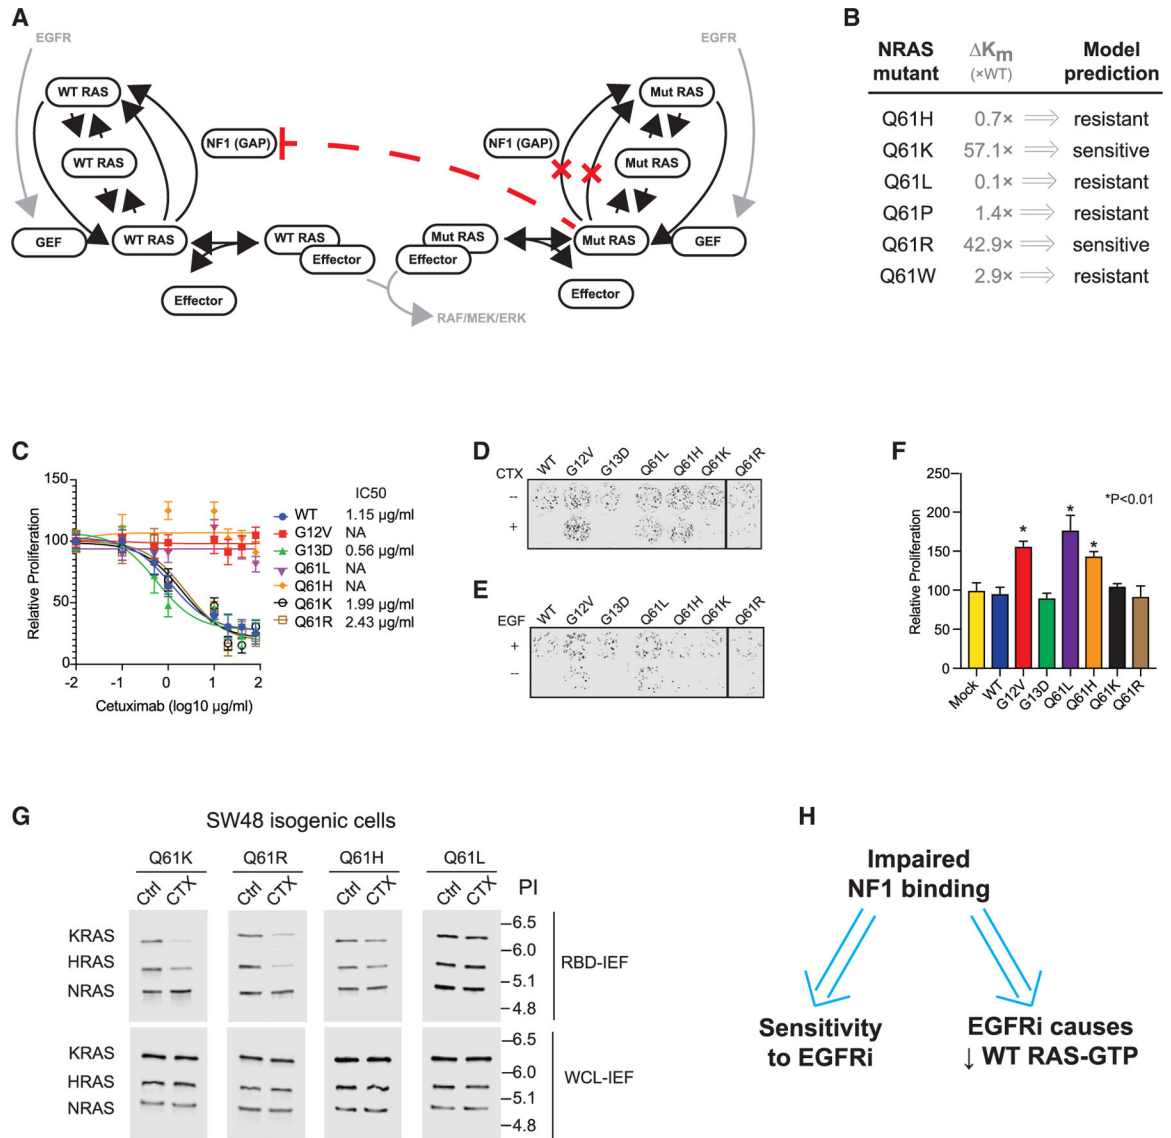 A
EGFR
EGFR
WT RAS
Mut RAS
NF1 (GAP)
NF1 (GAP)
WT RAS
Mut RAS
GEF
WT RAS
WT RAS
Effector
Mut RAS
Effector
Mut RAS
GEF
Effector
Effector
RAF/MEK/ERK
B
NRAS mutant
ΔKm (×WT)
Model prediction
Q61H 0.7× resistant
Q61K 57.1× sensitive
Q61L 0.1× resistant
Q61P 1.4× resistant
Q61R 42.9× sensitive
Q61W 2.9× resistant
C
Relative Proliferation
150
100
50
0
-2 -1 0 1 2
Cetuximab (log10 µg/ml)
IC50
WT 1.15 µg/ml
G12V NA
G13D 0.56 µg/ml
Q61L NA
Q61H NA
Q61K 1.99 µg/ml
Q61R 2.43 µg/ml
D
CTX WT G12V G13D Q61L Q61H Q61K Q61R
--
+
E
EGF WT G12V G13D Q61L Q61H Q61K Q61R
+
--
F
Relative Proliferation
250
200
150
100
50
0
*P<0.01
* * *
Mock WT G12V G13D Q61L Q61H Q61K Q61R
G
SW48 isogenic cells
Q61K Q61R Q61H Q61L
Ctrl CTX Ctrl CTX Ctrl CTX Ctrl CTX PI
KRAS
HRAS
NRAS
6.5
6.0
5.1
4.8
RBD-IEF
KRAS
HRAS
NRAS
6.5
6.0
5.1
4.8
WCL-IEF
H
Impaired
NF1 binding
Sensitivity
to EGFRi
EGFRi causes
↓ WT RAS-GTP